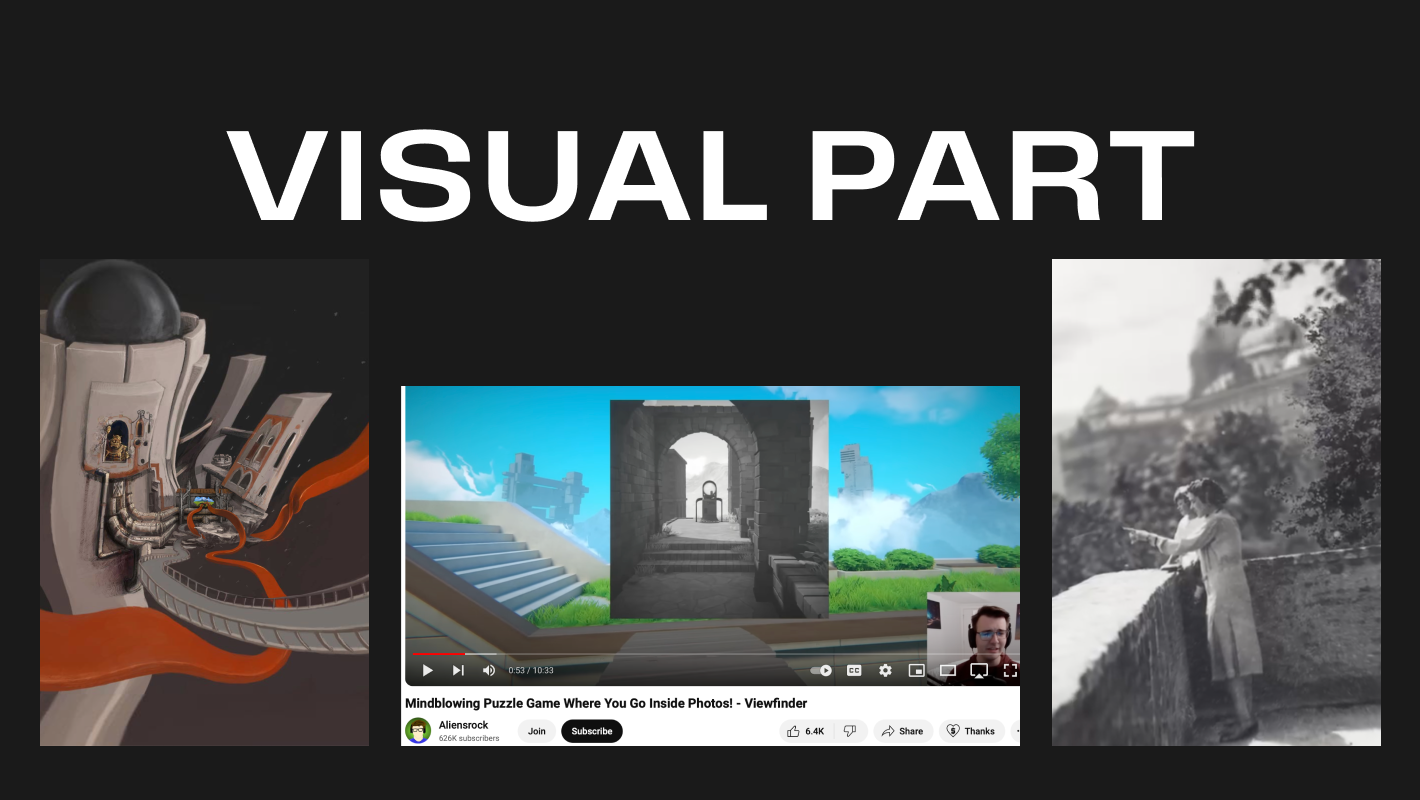 VISUAL PART
0:53 / 10:33
CC
Mindblowing Puzzle Game Where You Go Inside Photos! - Viewfinder
Aliensrock
626K subscribers
Join
Subscribe
6.4K
Share
Thanks